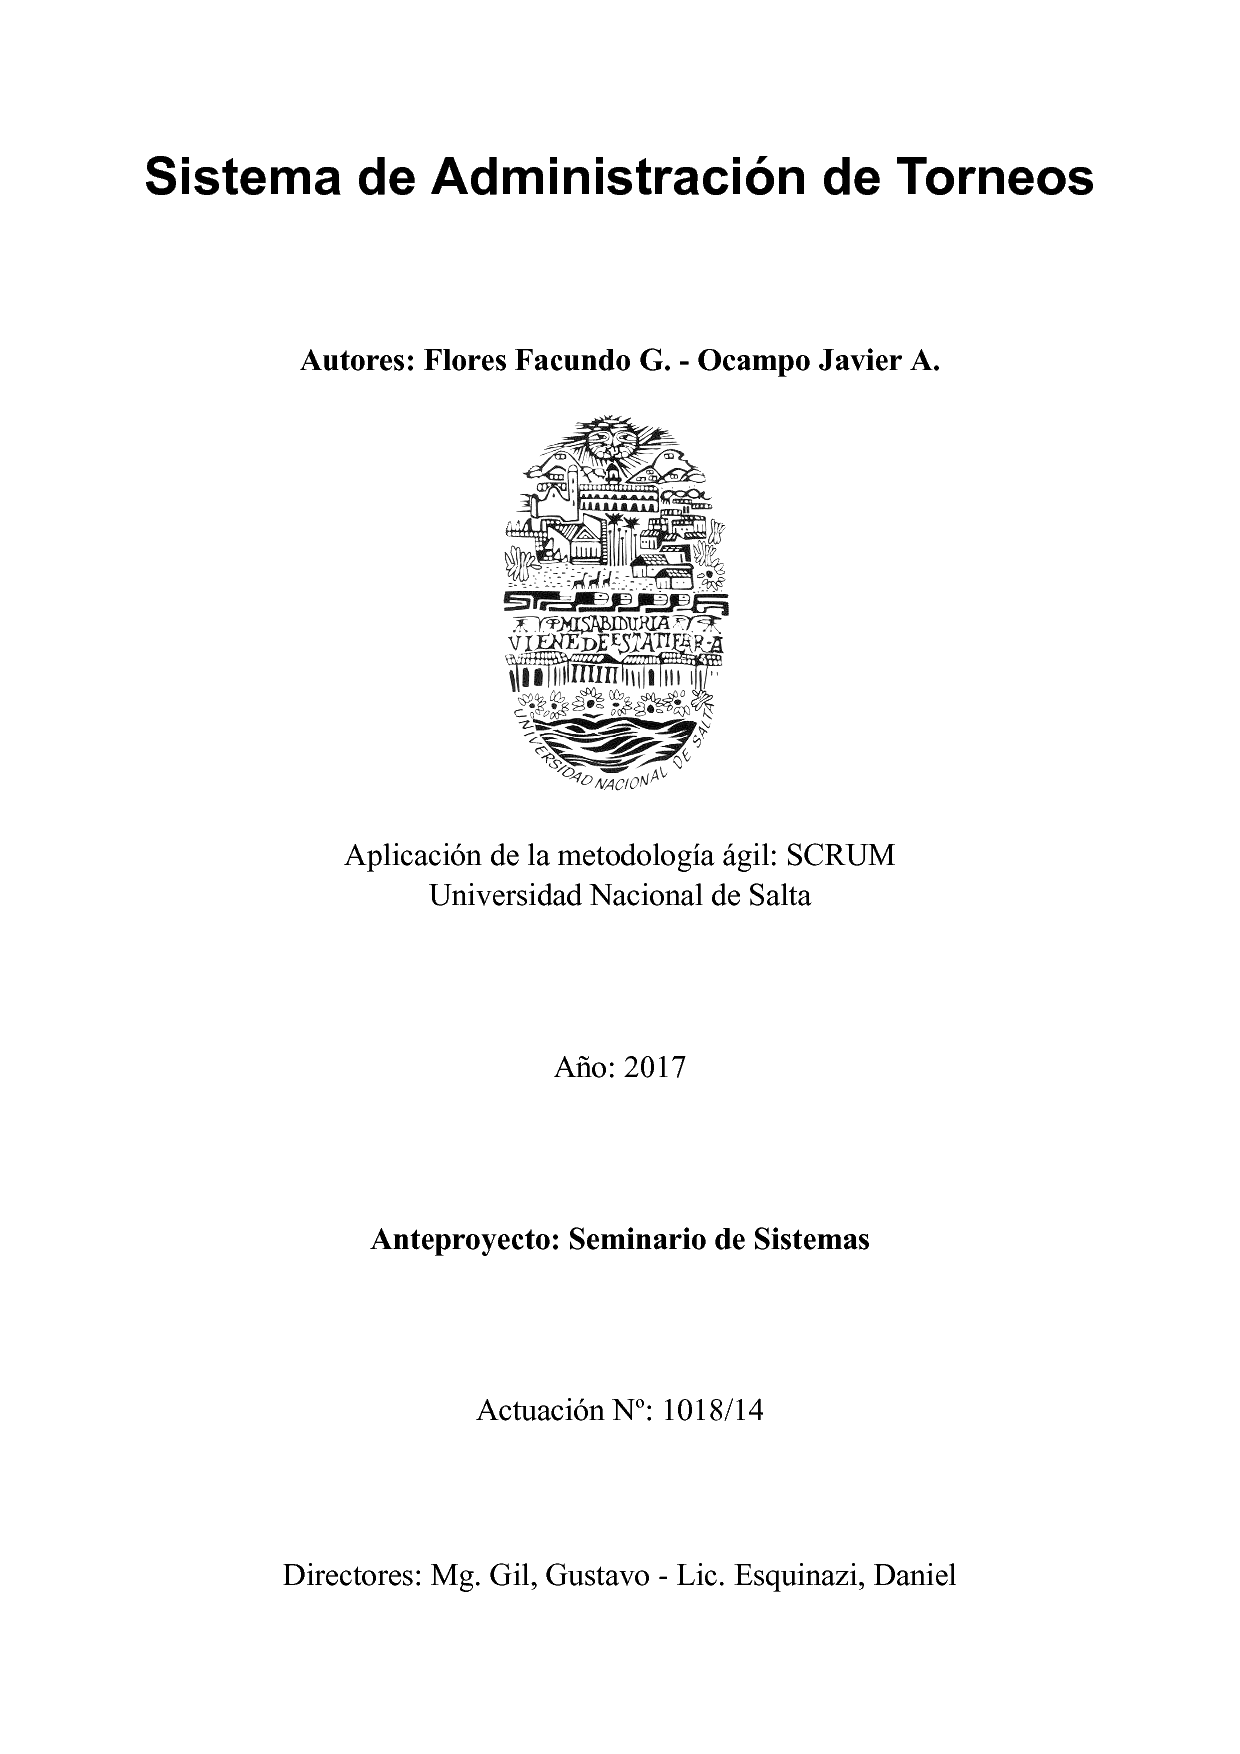 Sistema de Administración de Torneos
Autores: Flores Facundo G. - Ocampo Javier A.
MI SABIDURIA
VIENE DE ESTA TIERRA
UNIVERSIDAD NACIONAL DE SALTA
Aplicación de la metodología ágil: SCRUM
Universidad Nacional de Salta
Año: 2017
Anteproyecto: Seminario de Sistemas
Actuación Nº: 1018/14
Directores: Mg. Gil, Gustavo - Lic. Esquinazi, Daniel